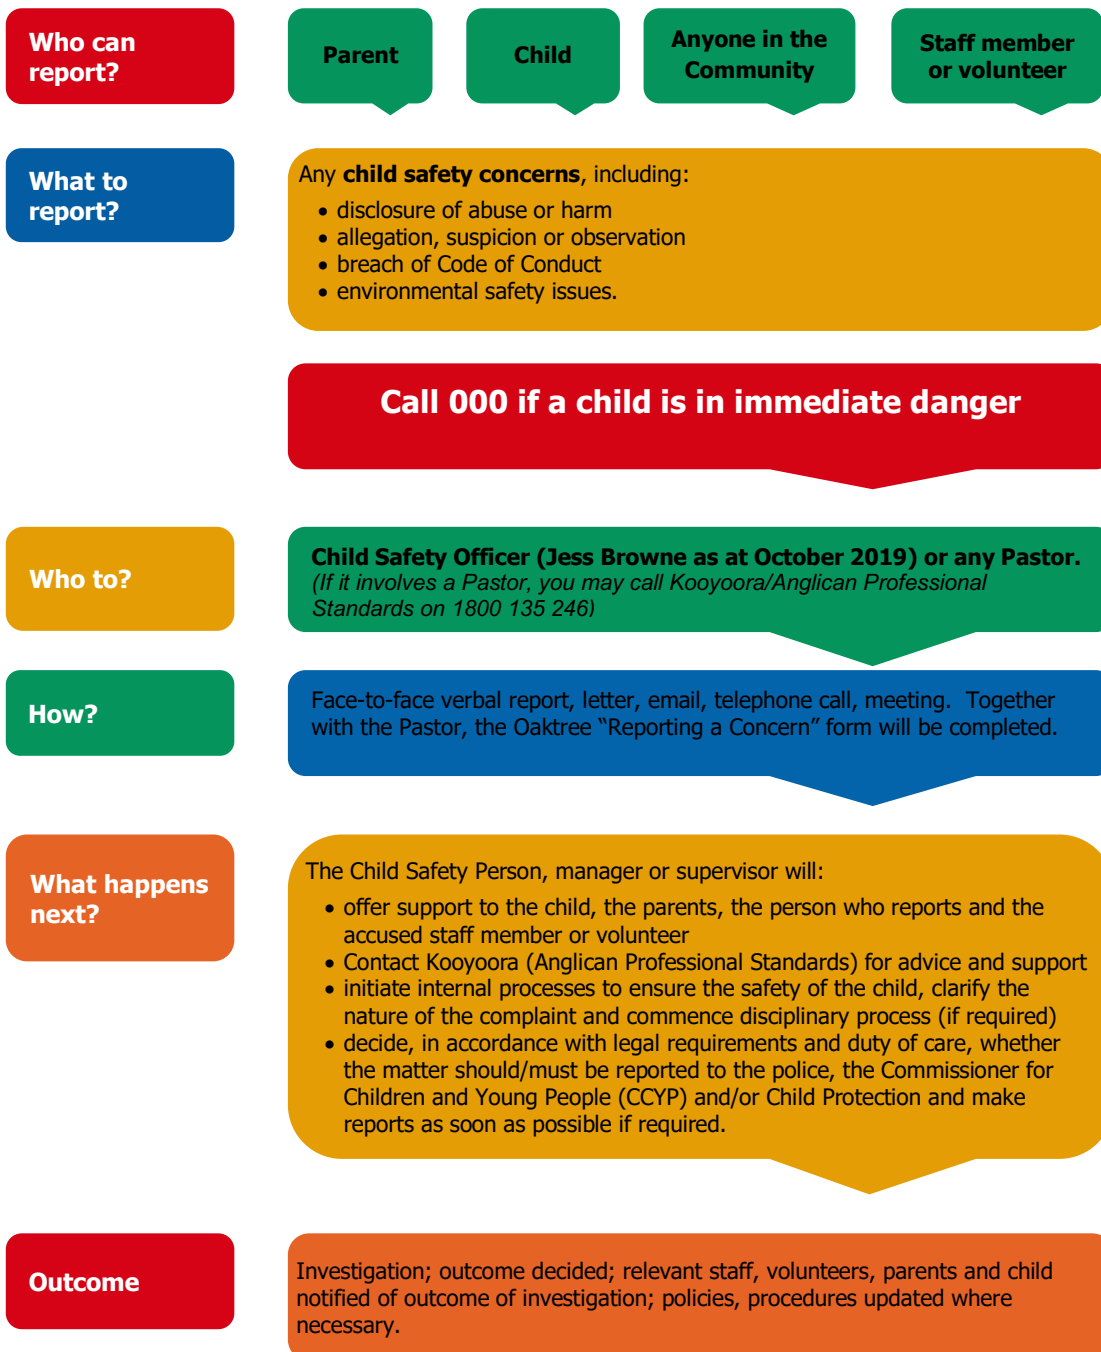 Who can
report?
Parent
Child
Anyone in the
Community
Staff member
or volunteer
What to
report?
Any child safety concerns, including:
• disclosure of abuse or harm
• allegation, suspicion or observation
• breach of Code of Conduct
• environmental safety issues.
Call 000 if a child is in immediate danger
Who to?
Child Safety Officer (Jess Browne as at October 2019) or any Pastor.
(If it involves a Pastor, you may call Kooyoora/Anglican Professional
Standards on 1800 135 246)
How?
Face-to-face verbal report, letter, email, telephone call, meeting.  Together
with the Pastor, the Oaktree “Reporting a Concern” form will be completed.
What happens
next?
The Child Safety Person, manager or supervisor will:
• offer support to the child, the parents, the person who reports and the
accused staff member or volunteer
• Contact Kooyoora (Anglican Professional Standards) for advice and support
• initiate internal processes to ensure the safety of the child, clarify the
nature of the complaint and commence disciplinary process (if required)
• decide, in accordance with legal requirements and duty of care, whether
the matter should/must be reported to the police, the Commissioner for
Children and Young People (CCYP) and/or Child Protection and make
reports as soon as possible if required.
Outcome
Investigation; outcome decided; relevant staff, volunteers, parents and child
notified of outcome of investigation; policies, procedures updated where
necessary.